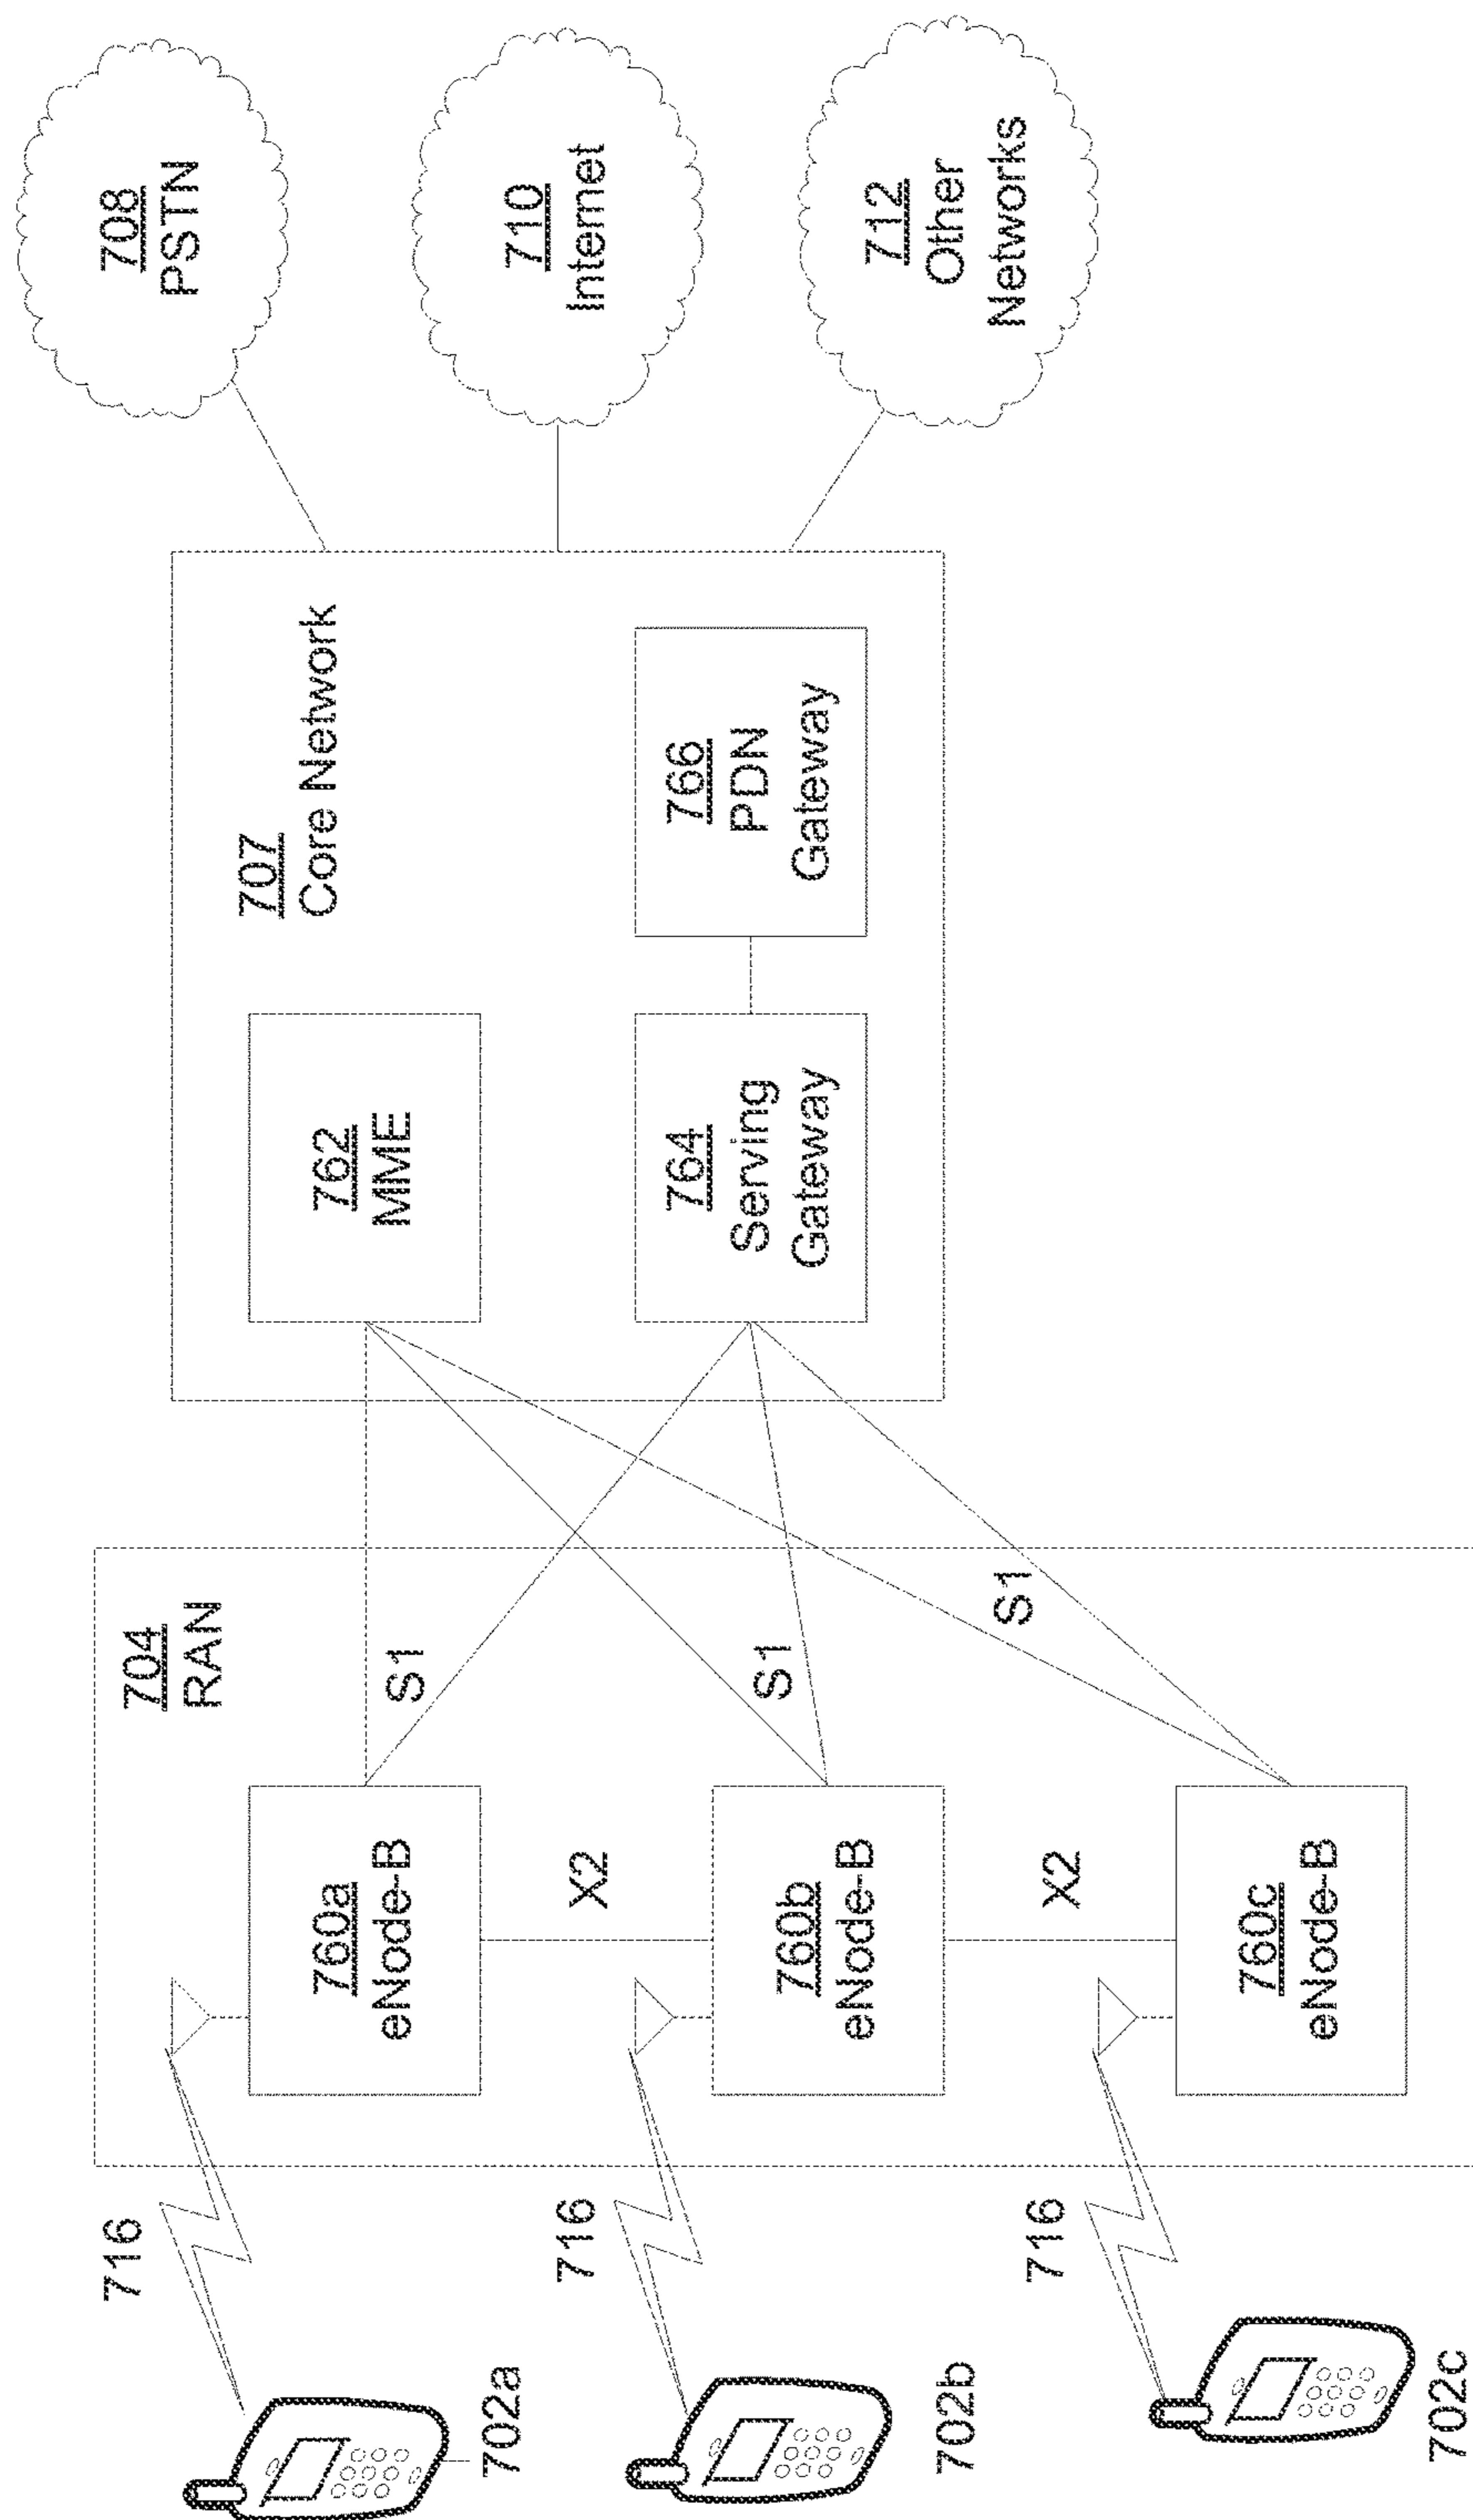 702a
702b
702c
716
716
716
704
RAN
760a
eNode-B
X2
760b
eNode-B
X2
760c
eNode-B
S1
S1
S1
707
Core Network
762
MME
764
Serving
Gateway
766
PDN
Gateway
708
PSTN
710
Internet
712
Other
Networks